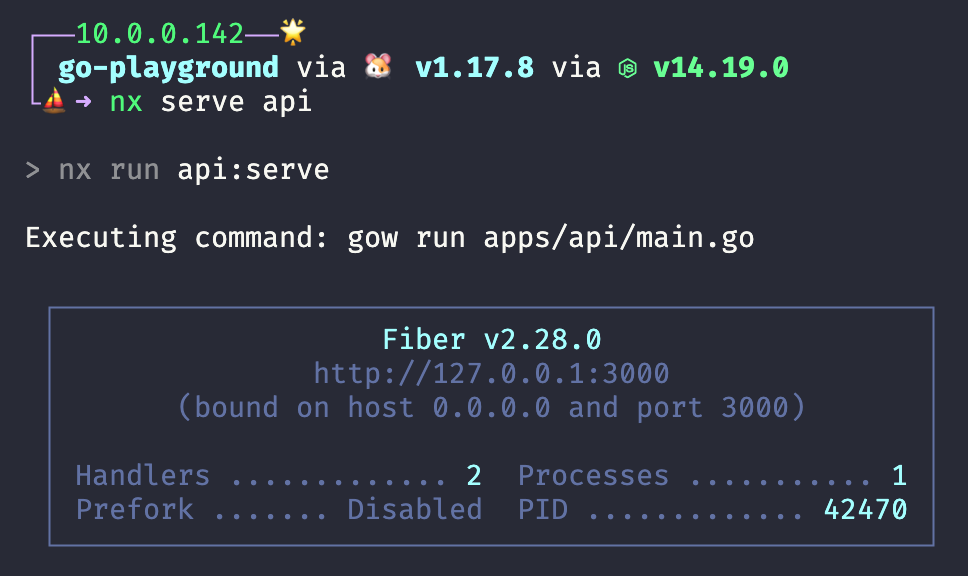 10.0.0.142
go-playground via 🐹 v1.17.8 via v14.19.0
➜ nx serve api
> nx run api:serve
Executing command: gow run apps/api/main.go
Fiber v2.28.0
http://127.0.0.1:3000
(bound on host 0.0.0.0 and port 3000)
Handlers ............. 2 Processes ........... 1
Prefork ....... Disabled PID ............. 42470